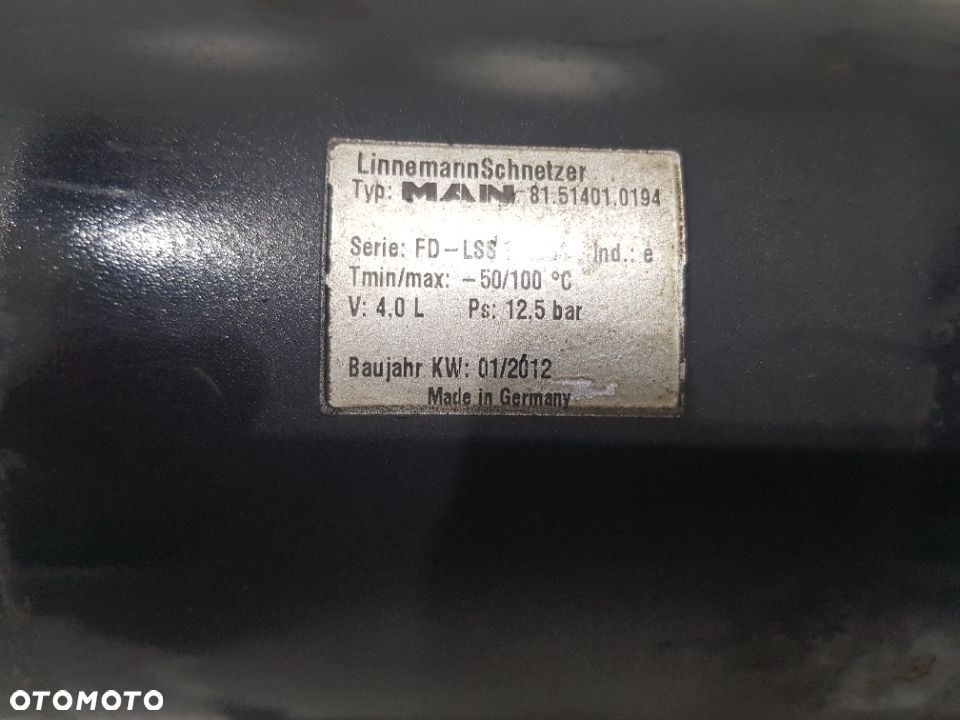 LinnemannSchnetzer
Typ: MAN 81.51401.0194
Serie: FD-LSS Ind.: e
Tmin/max: -50/100 °C
V: 4.0 L Ps: 12,5 bar
Baujahr KW: 01/2012
Made in Germany
OTOMOTO